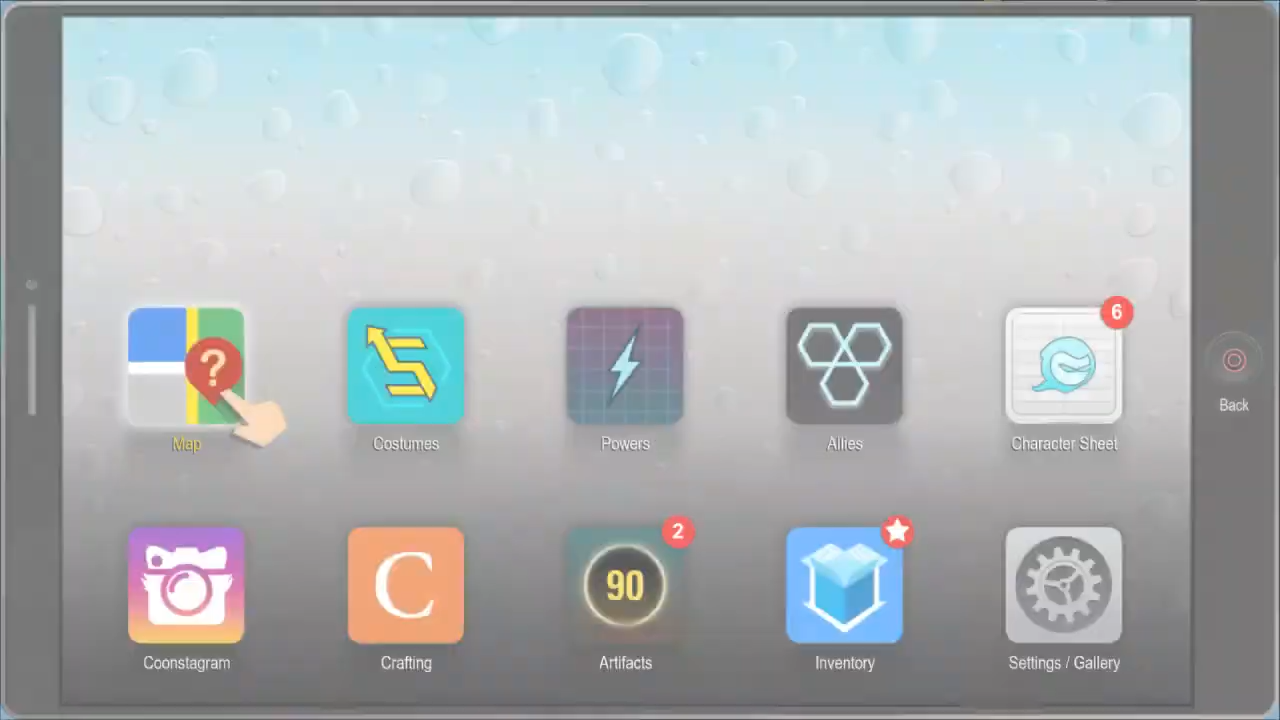 ?
6
Map
Costumes
Powers
Allies
Character Sheet
Back
2
C
90
Coonstagram
Crafting
Artifacts
Inventory
Settings / Gallery